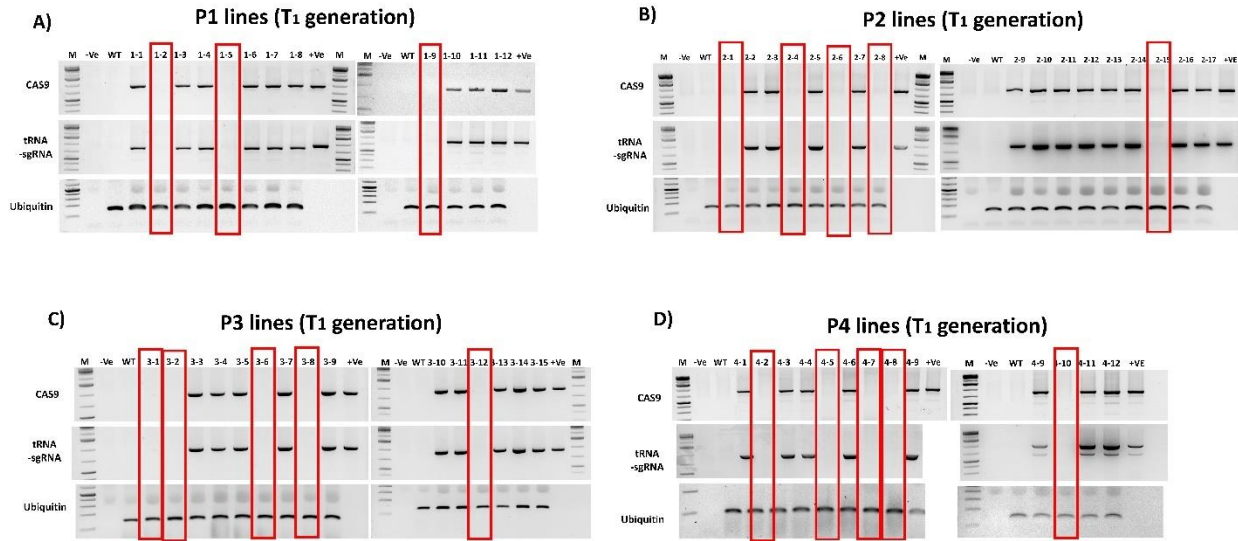 A)
P1 lines (T1 generation)
M -Ve WT 1-1 1-2 1-3 1-4 1-5 1-6 1-7 1-8 +Ve M
M -Ve WT 1-9 1-10 1-11 1-12 +Ve
CAS9
tRNA
-sgRNA
Ubiquitin
B)
P2 lines (T1 generation)
M -Ve WT 2-1 2-2 2-3 2-4 2-5 2-6 2-7 2-8 +Ve M
M -Ve WT 2-9 2-10 2-11 2-12 2-13 2-14 2-15 2-16 2-17 +VE
CAS9
tRNA
-sgRNA
Ubiquitin
C)
P3 lines (T1 generation)
M -Ve WT 3-1 3-2 3-3 3-4 3-5 3-6 3-7 3-8 3-9 +Ve
-Ve WT 3-10 3-11 3-12 3-13 3-14 3-15 +Ve M
CAS9
tRNA
-sgRNA
Ubiquitin
D)
P4 lines (T1 generation)
M -Ve WT 4-1 4-2 4-3 4-4 4-5 4-6 4-7 4-8 4-9 +Ve
M -Ve WT 4-9 4-10 4-11 4-12 +VE
CAS9
tRNA
-sgRNA
Ubiquitin